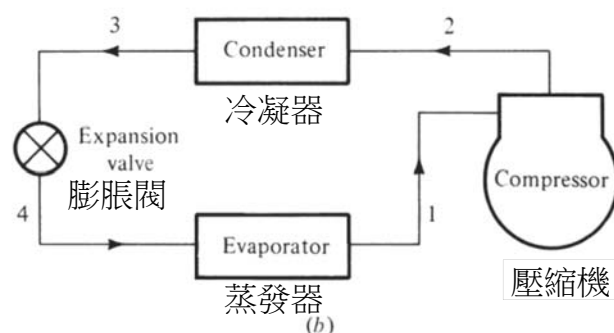 3
Condenser
2
冷凝器
Expansion
valve
膨脹閥
Compressor
4
Evaporator
1
蒸發器
壓縮機
(b)